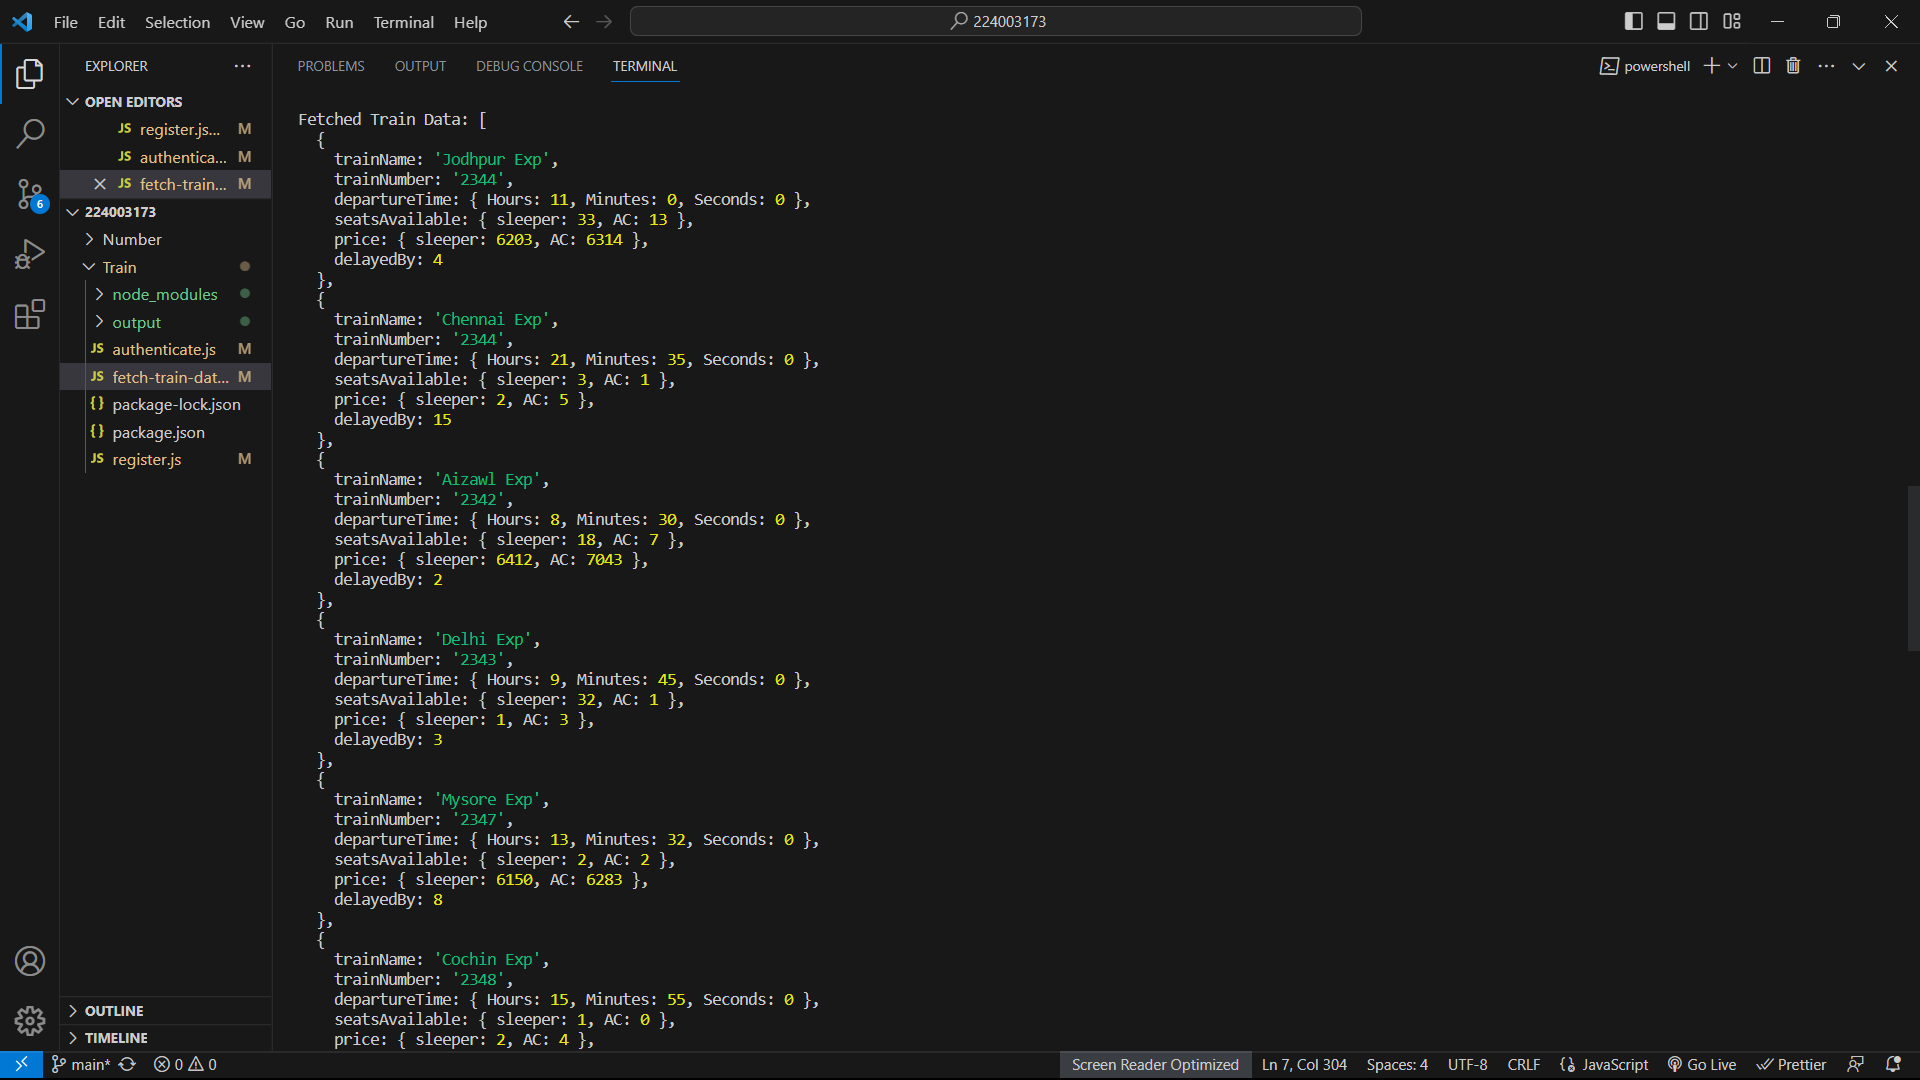 File Edit Selection View Go Run Terminal Help
224003173
EXPLORER
OPEN EDITORS
JS register.js... M
JS authentica... M
JS fetch-train... M
224003173
Number
Train
node_modules
output
JS authenticate.js M
JS fetch-train-dat... M
{} package-lock.json
{} package.json
JS register.js M
6
OUTLINE
TIMELINE
PROBLEMS OUTPUT DEBUG CONSOLE TERMINAL
powershell
Fetched Train Data: [
{
trainName: 'Jodhpur Exp',
trainNumber: '2344',
departureTime: { Hours: 11, Minutes: 0, Seconds: 0 },
seatsAvailable: { sleeper: 33, AC: 13 },
price: { sleeper: 6203, AC: 6314 },
delayedBy: 4
},
{
trainName: 'Chennai Exp',
trainNumber: '2344',
departureTime: { Hours: 21, Minutes: 35, Seconds: 0 },
seatsAvailable: { sleeper: 3, AC: 1 },
price: { sleeper: 2, AC: 5 },
delayedBy: 15
},
{
trainName: 'Aizawl Exp',
trainNumber: '2342',
departureTime: { Hours: 8, Minutes: 30, Seconds: 0 },
seatsAvailable: { sleeper: 18, AC: 7 },
price: { sleeper: 6412, AC: 7043 },
delayedBy: 2
},
{
trainName: 'Delhi Exp',
trainNumber: '2343',
departureTime: { Hours: 9, Minutes: 45, Seconds: 0 },
seatsAvailable: { sleeper: 32, AC: 1 },
price: { sleeper: 1, AC: 3 },
delayedBy: 3
},
{
trainName: 'Mysore Exp',
trainNumber: '2347',
departureTime: { Hours: 13, Minutes: 32, Seconds: 0 },
seatsAvailable: { sleeper: 2, AC: 2 },
price: { sleeper: 6150, AC: 6283 },
delayedBy: 8
},
{
trainName: 'Cochin Exp',
trainNumber: '2348',
departureTime: { Hours: 15, Minutes: 55, Seconds: 0 },
seatsAvailable: { sleeper: 1, AC: 0 },
price: { sleeper: 2, AC: 4 },
main* 0 0 Screen Reader Optimized Ln 7, Col 304 Spaces: 4 UTF-8 CRLF {} JavaScript Go Live Prettier